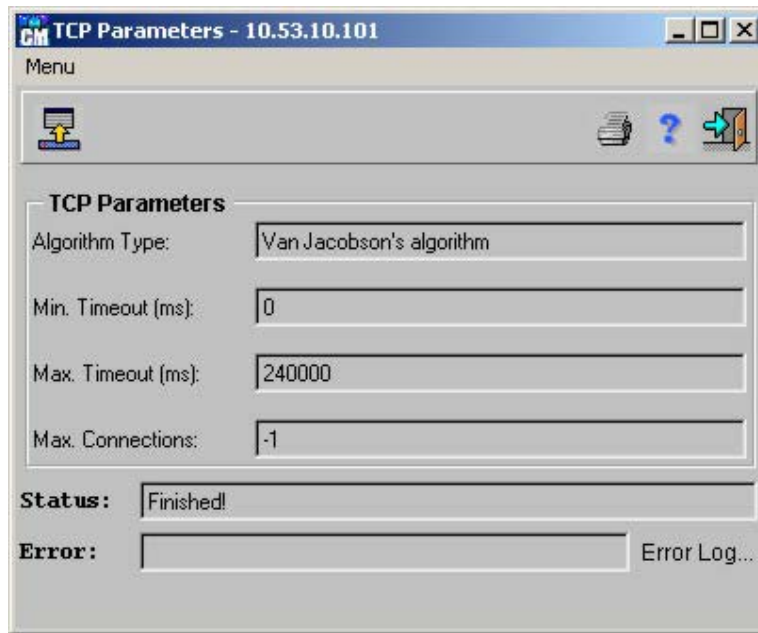 CM TCP Parameters - 10.53.10.101
Menu
?
TCP Parameters
Algorithm Type: Van Jacobson's algorithm
Min. Timeout (ms): 0
Max. Timeout (ms): 240000
Max. Connections: -1
Status: Finished!
Error:
Error Log...